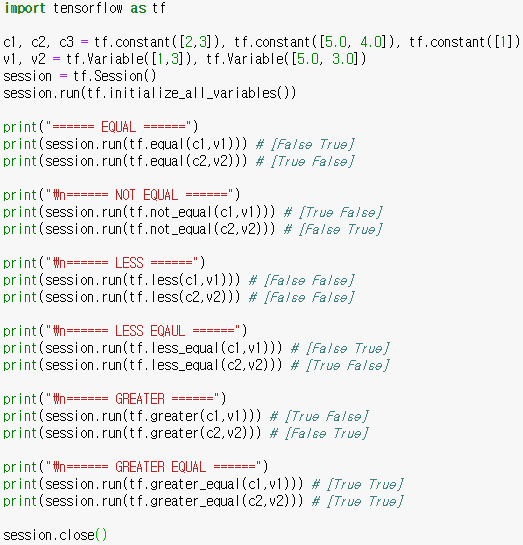 import tensorflow as tf
c1, c2, c3 = tf.constant([2,3]), tf.constant([5.0, 4.0]), tf.constant([1])
v1, v2 = tf.Variable([1,3]), tf.Variable([5.0, 3.0])
session = tf.Session()
session.run(tf.initialize_all_variables())
print("====== EQUAL ======")
print(session.run(tf.equal(c1,v1))) # [False True]
print(session.run(tf.equal(c2,v2))) # [True False]
print("₩n====== NOT EQUAL ======")
print(session.run(tf.not_equal(c1,v1))) # [True False]
print(session.run(tf.not_equal(c2,v2))) # [False True]
print("₩n====== LESS ======")
print(session.run(tf.less(c1,v1))) # [False False]
print(session.run(tf.less(c2,v2))) # [False False]
print("₩n====== LESS EQAUL ======")
print(session.run(tf.less_equal(c1,v1))) # [False True]
print(session.run(tf.less_equal(c2,v2))) # [True False]
print("₩n====== GREATER ======")
print(session.run(tf.greater(c1,v1))) # [True False]
print(session.run(tf.greater(c2,v2))) # [False True]
print("₩n====== GREATER EQUAL ======")
print(session.run(tf.greater_equal(c1,v1))) # [True True]
print(session.run(tf.greater_equal(c2,v2))) # [True True]
session.close()